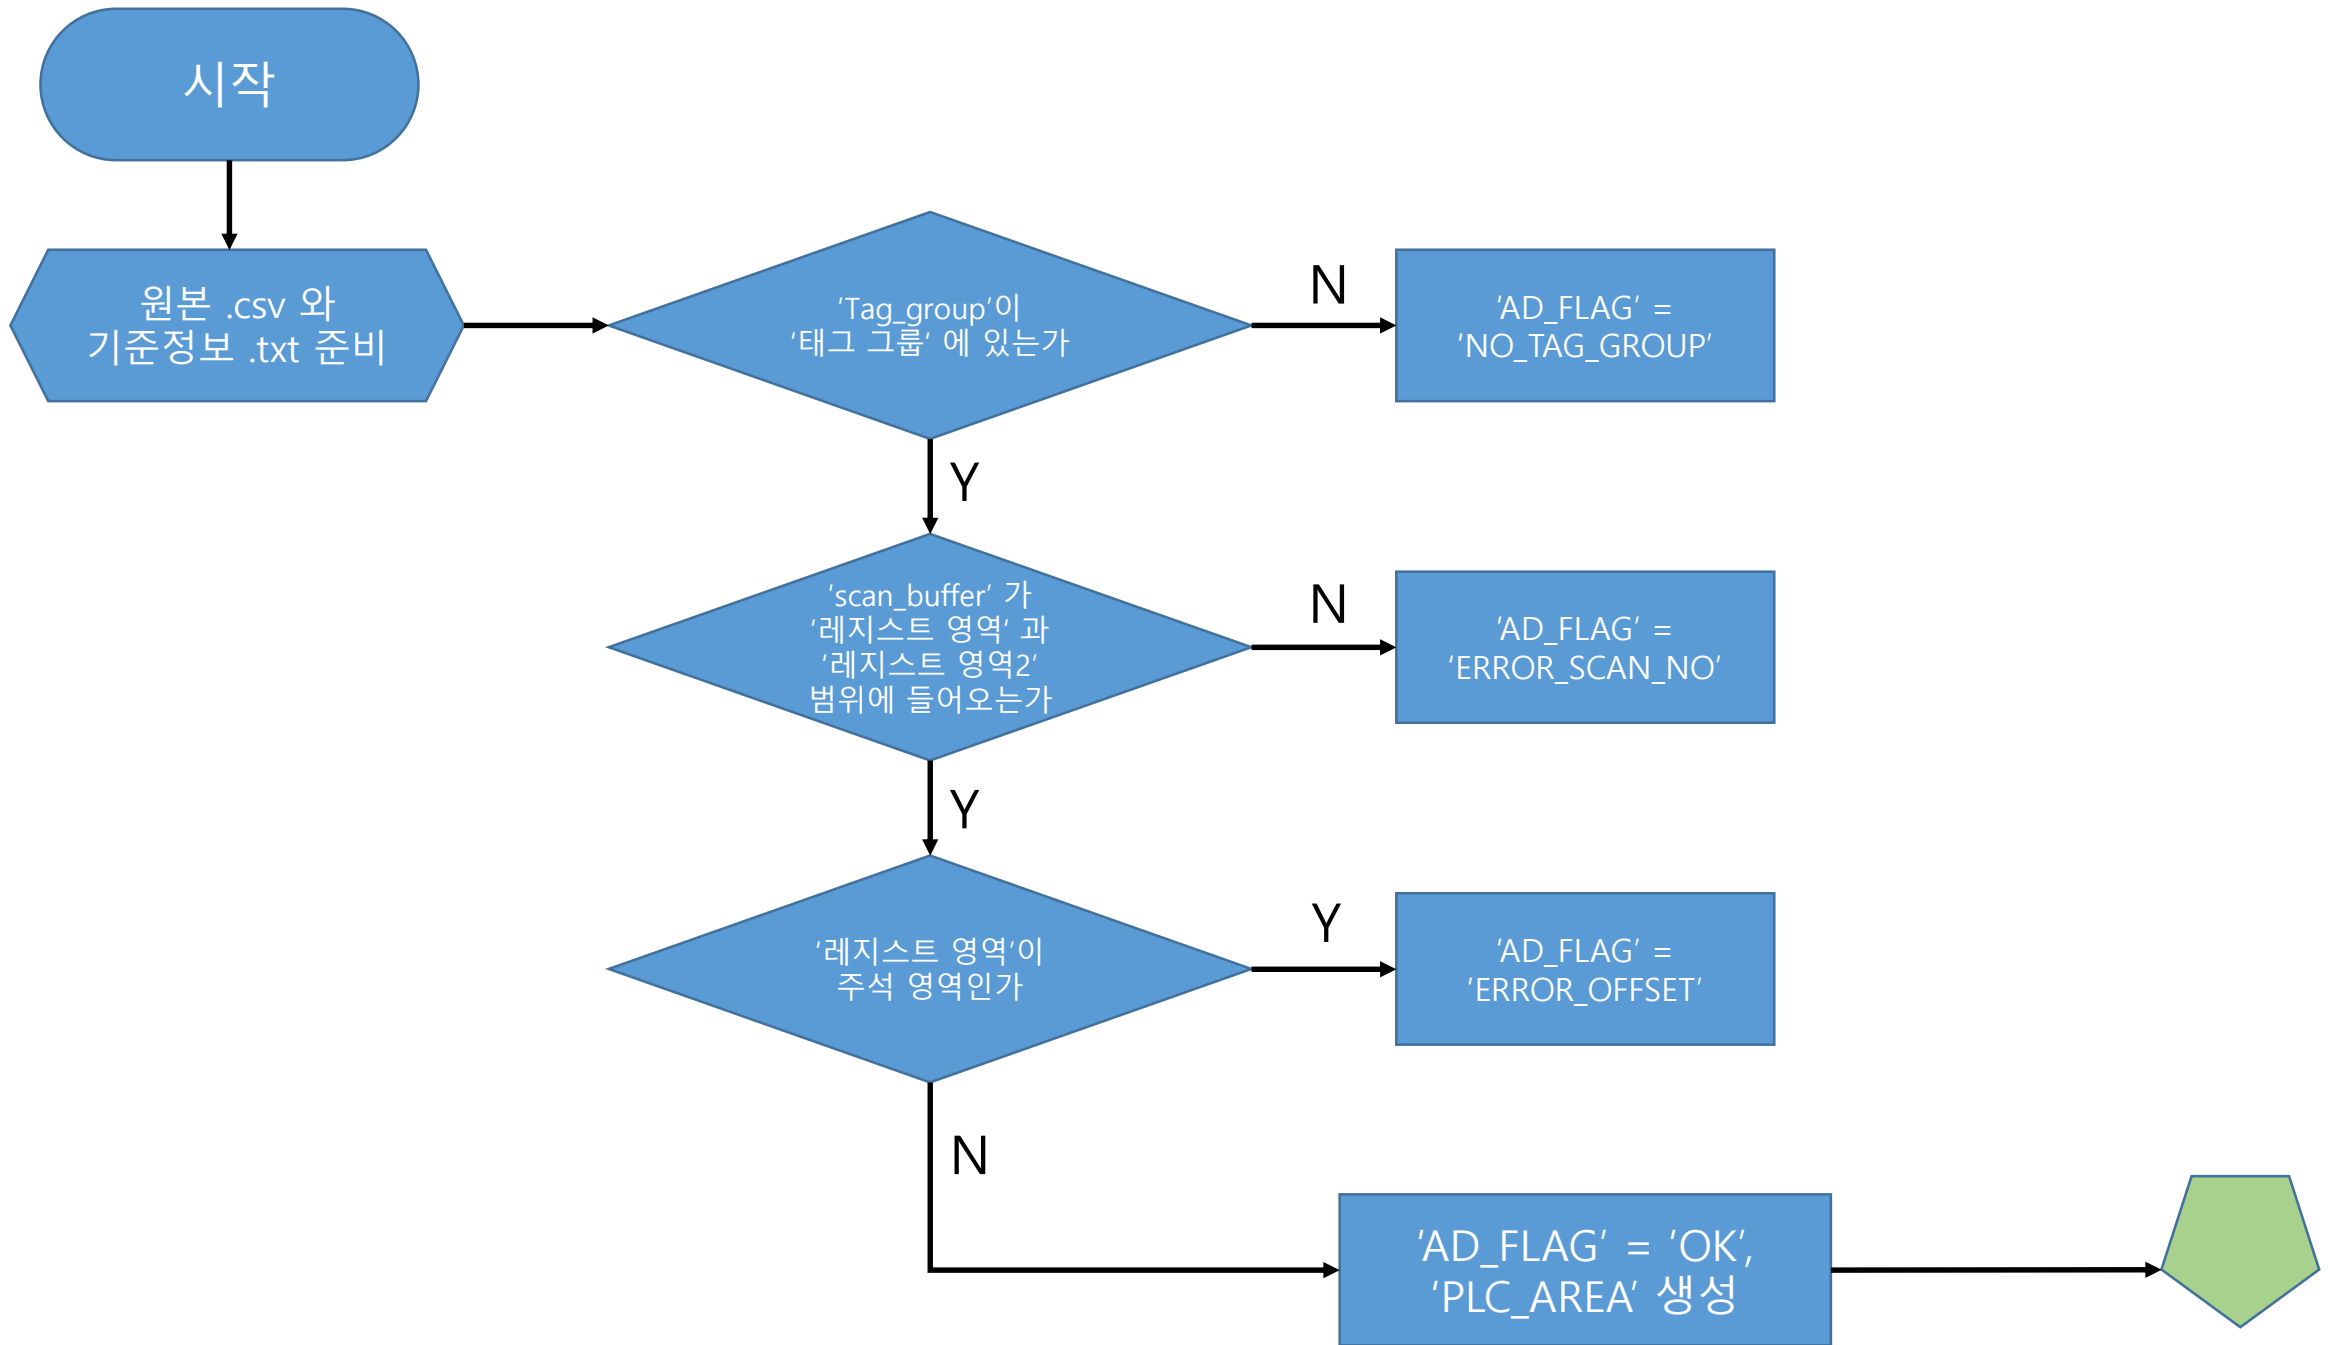 시작
원본 .csv 와
기준정보 .txt 준비
‘Tag_group’이
‘태그 그룹’ 에 있는가
N
‘AD_FLAG’ =
‘NO_TAG_GROUP’
Y
‘scan_buffer’ 가
‘레지스트 영역’ 과
‘레지스트 영역2’
범위에 들어오는가
N
‘AD_FLAG’ =
‘ERROR_SCAN_NO’
Y
‘레지스트 영역’이
주석 영역인가
Y
‘AD_FLAG’ =
‘ERROR_OFFSET’
N
‘AD_FLAG’ = ‘OK’,
‘PLC_AREA’ 생성